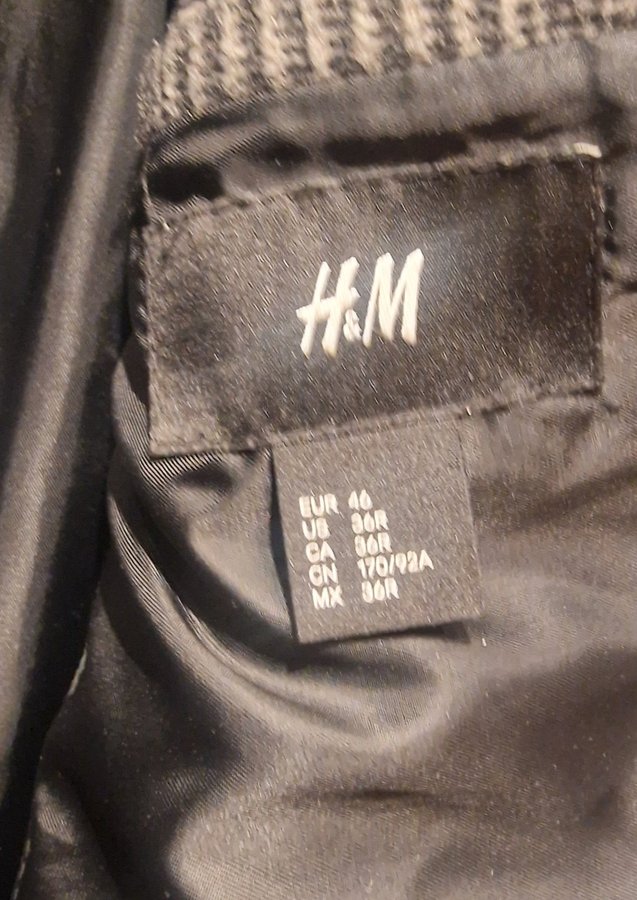 H&M
EUR 46
US 36R
CA 36R
CN 170/92A
MX 36R